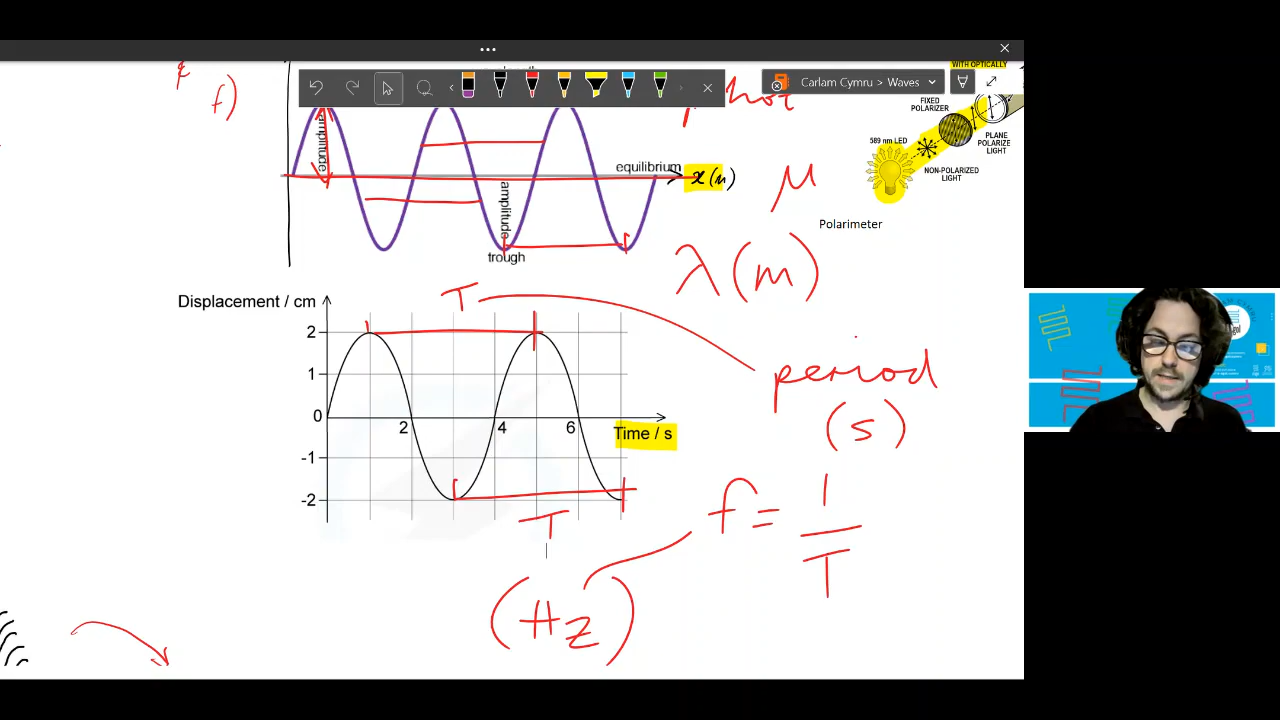 WITH OPTICALLY
Carlam Cymru > Waves
f)
FIXED
POLARIZER
589 nm LED
PLANE
POLARIZE
LIGHT
NON-POLARIZED
LIGHT
amplitude
equilibrium
x(m)
μ
amplitude
Polarimeter
trough
λ (m)
Displacement / cm
T
2
1
0
2
4
6
Time / s
-1
-2
period
(s)
T
f = 1/T
(Hz)